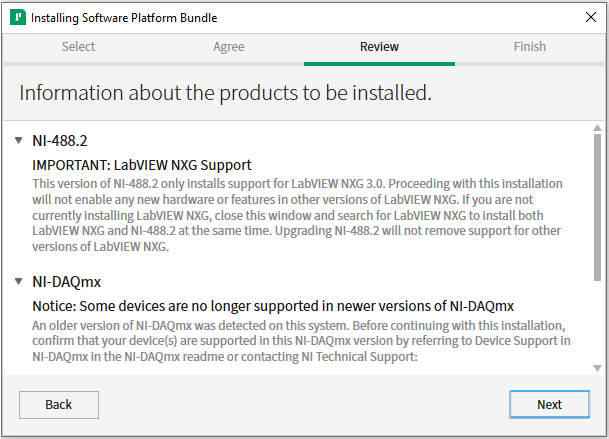 Installing Software Platform Bundle
Select Agree Review Finish
Information about the products to be installed.
NI-488.2
IMPORTANT: LabVIEW NXG Support
This version of NI-488.2 only installs support for LabVIEW NXG 3.0. Proceeding with this installation
will not enable any new hardware or features in other versions of LabVIEW NXG. If you are not
currently installing LabVIEW NXG, close this window and search for LabVIEW NXG to install both
LabVIEW NXG and NI-488.2 at the same time. Upgrading NI-488.2 will not remove support for other
versions of LabVIEW NXG.
NI-DAQmx
Notice: Some devices are no longer supported in newer versions of NI-DAQmx
An older version of NI-DAQmx was detected on this system. Before continuing with this installation,
confirm that your device(s) are supported in this NI-DAQmx version by referring to Device Support in
NI-DAQmx in the NI-DAQmx readme or contacting NI Technical Support:
Back Next